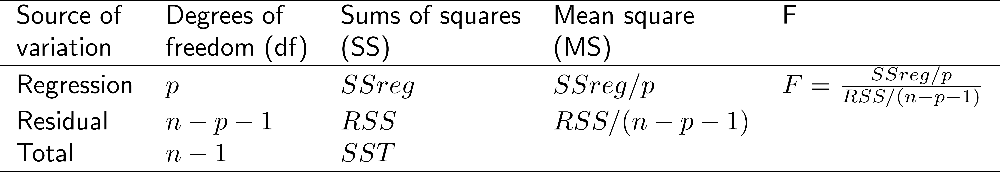 Source of Degrees of Sums of squares Mean square F
variation freedom (df) (SS) (MS)
Regression p SSreg SSreg/p F = SSreg/p / RSS/(n−p−1)
Residual n − p − 1 RSS RSS/(n − p − 1)
Total n − 1 SST